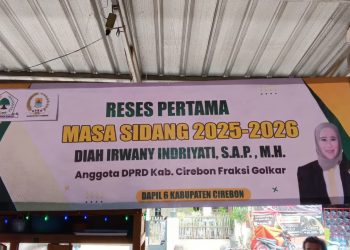 RESES PERTAMA
MASA SIDANG 2025-2026
DIAH IRWANY INDRIYATI, S.A.P. , M.H.
Anggota DPRD Kab. Cirebon Fraksi Golkar
DAPIL 6 KABUPATEN CIREBON